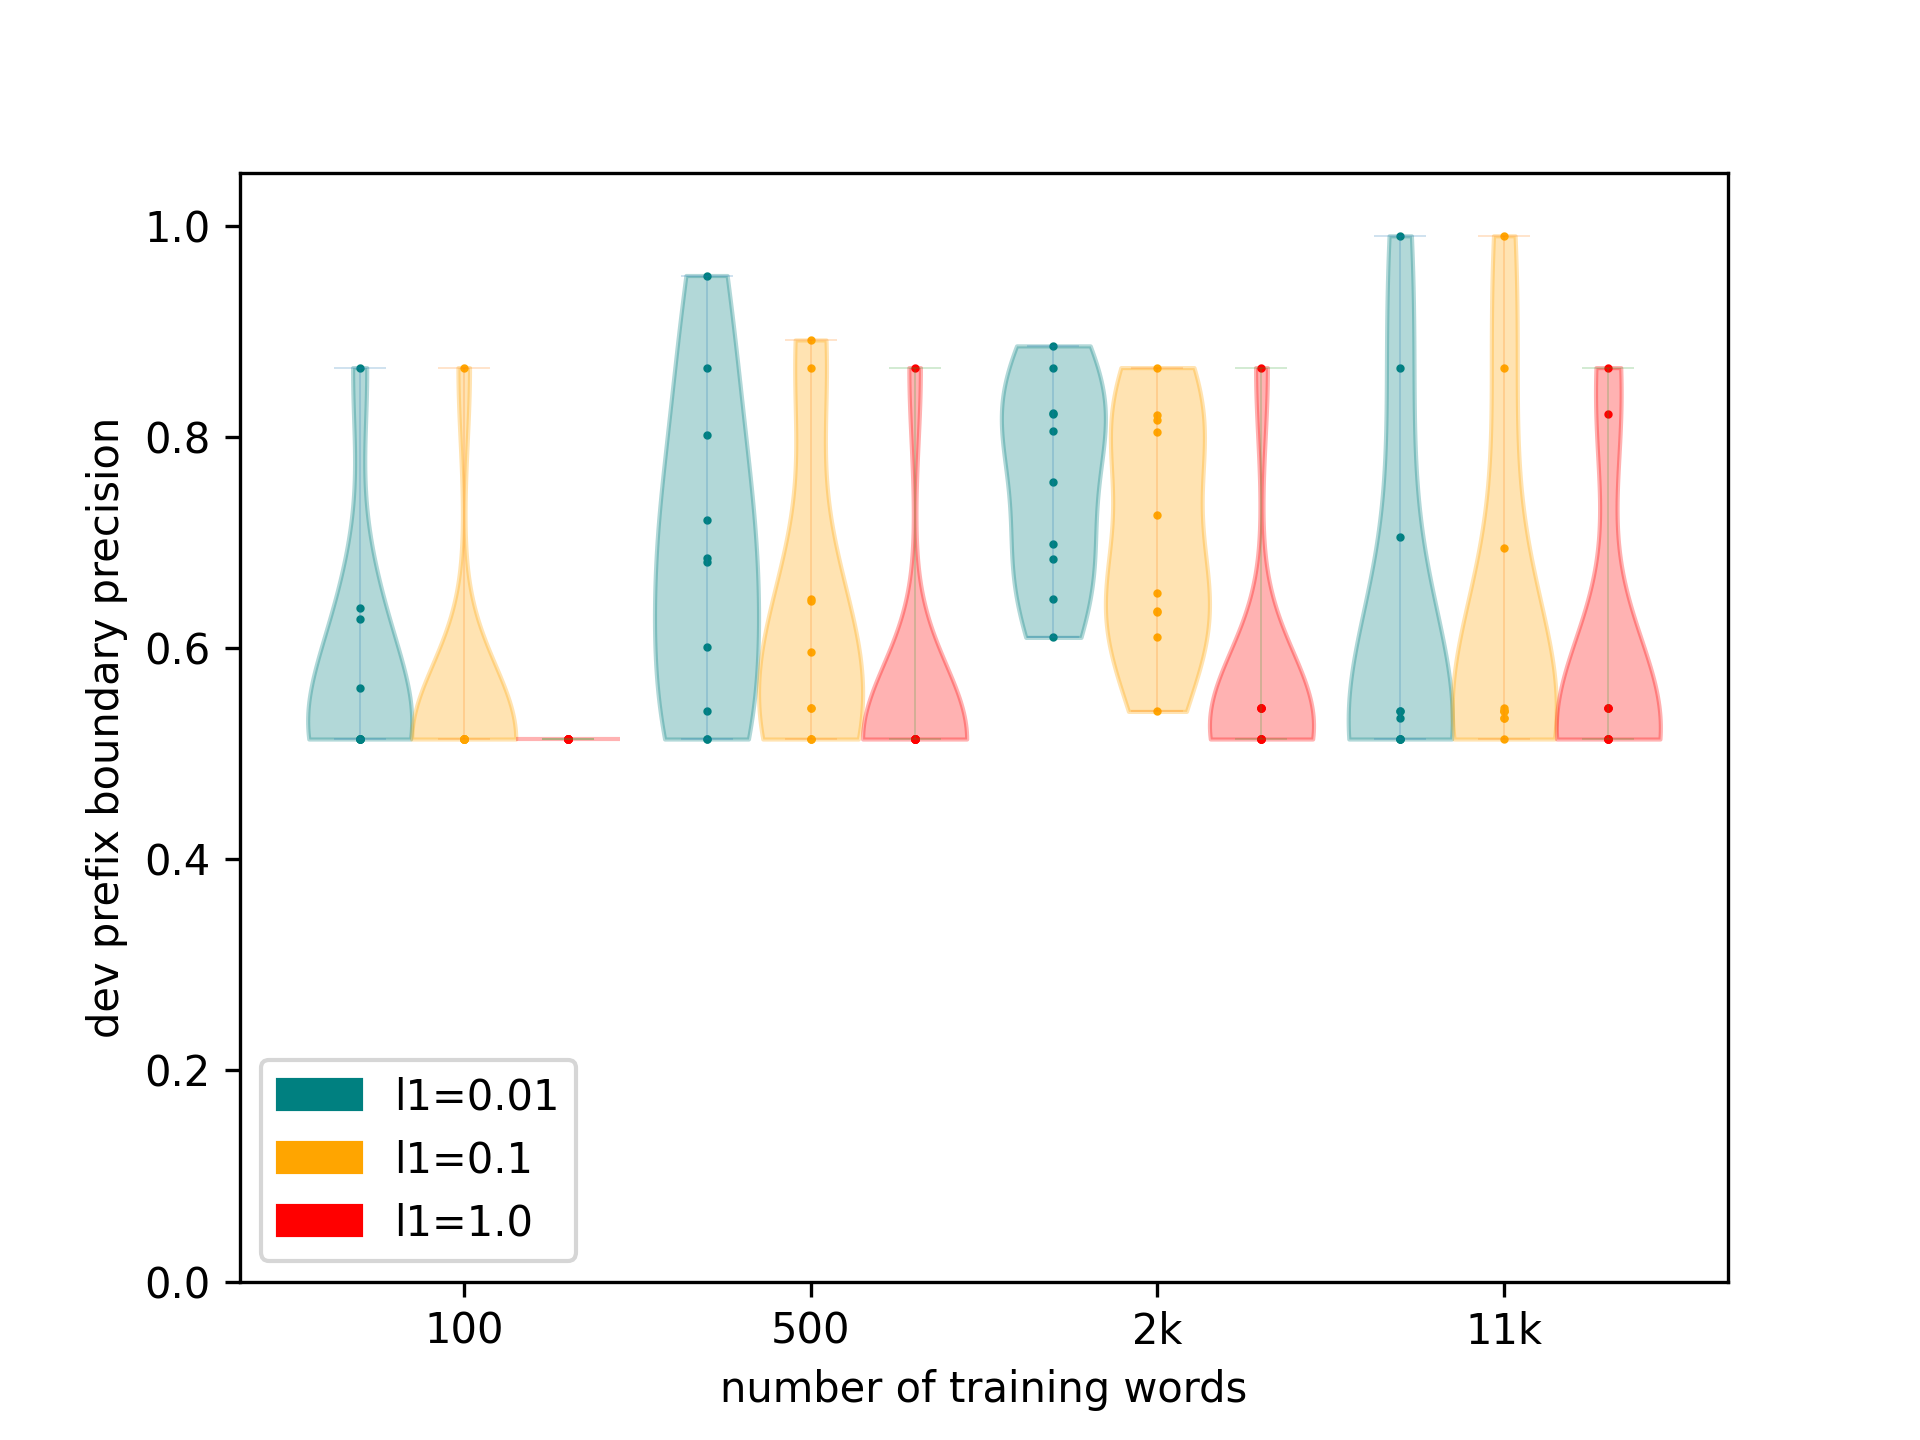 1.0
0.8
0.6
0.4
0.2
0.0
dev prefix boundary precision
l1=0.01
l1=0.1
l1=1.0
100 500 2k 11k
number of training words